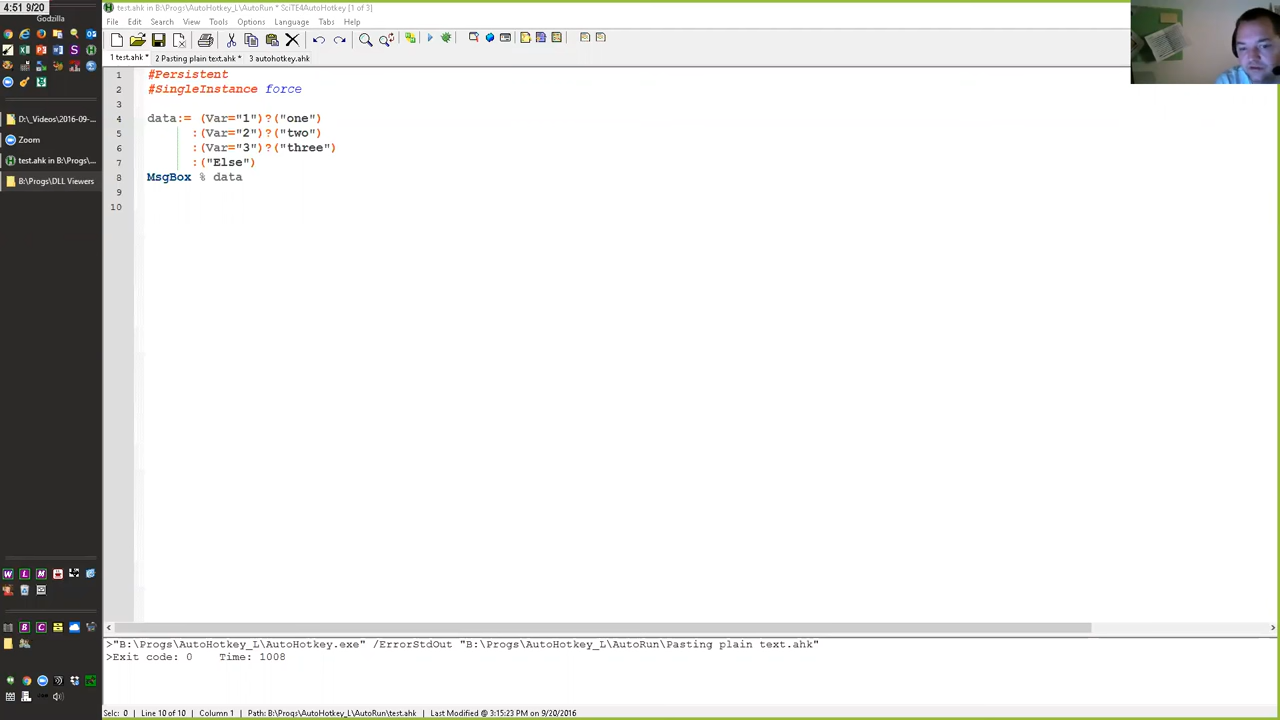 4:51 9/20
Godzilla
test.ahk in B:\Progs\AutoHotkey_L\AutoRun * SciTE4AutoHotkey [1 of 3]
File Edit Search View Tools Options Language Tabs Help
1 test.ahk * 2 Pasting plain text.ahk * 3 autohotkey.ahk
1 #Persistent
2 #SingleInstance force
3
4 data:= (Var="1")?("one")
5 :(Var="2")?("two")
6 :(Var="3")?("three")
7 :("Else")
8 MsgBox % data
9
10
D:\_Videos\2016-09-...
Zoom
test.ahk in B:\Progs\...
B:\Progs\DLL Viewers
>"B:\Progs\AutoHotkey_L\AutoHotkey.exe" /ErrorStdOut "B:\Progs\AutoHotkey_L\AutoRun\Pasting plain text.ahk"
>Exit code: 0 Time: 1008
Selc: 0 Line 10 of 10 Column 1 Path: B:\Progs\AutoHotkey_L\AutoRun\test.ahk Last Modified @ 3:15:23 PM on 9/20/2016